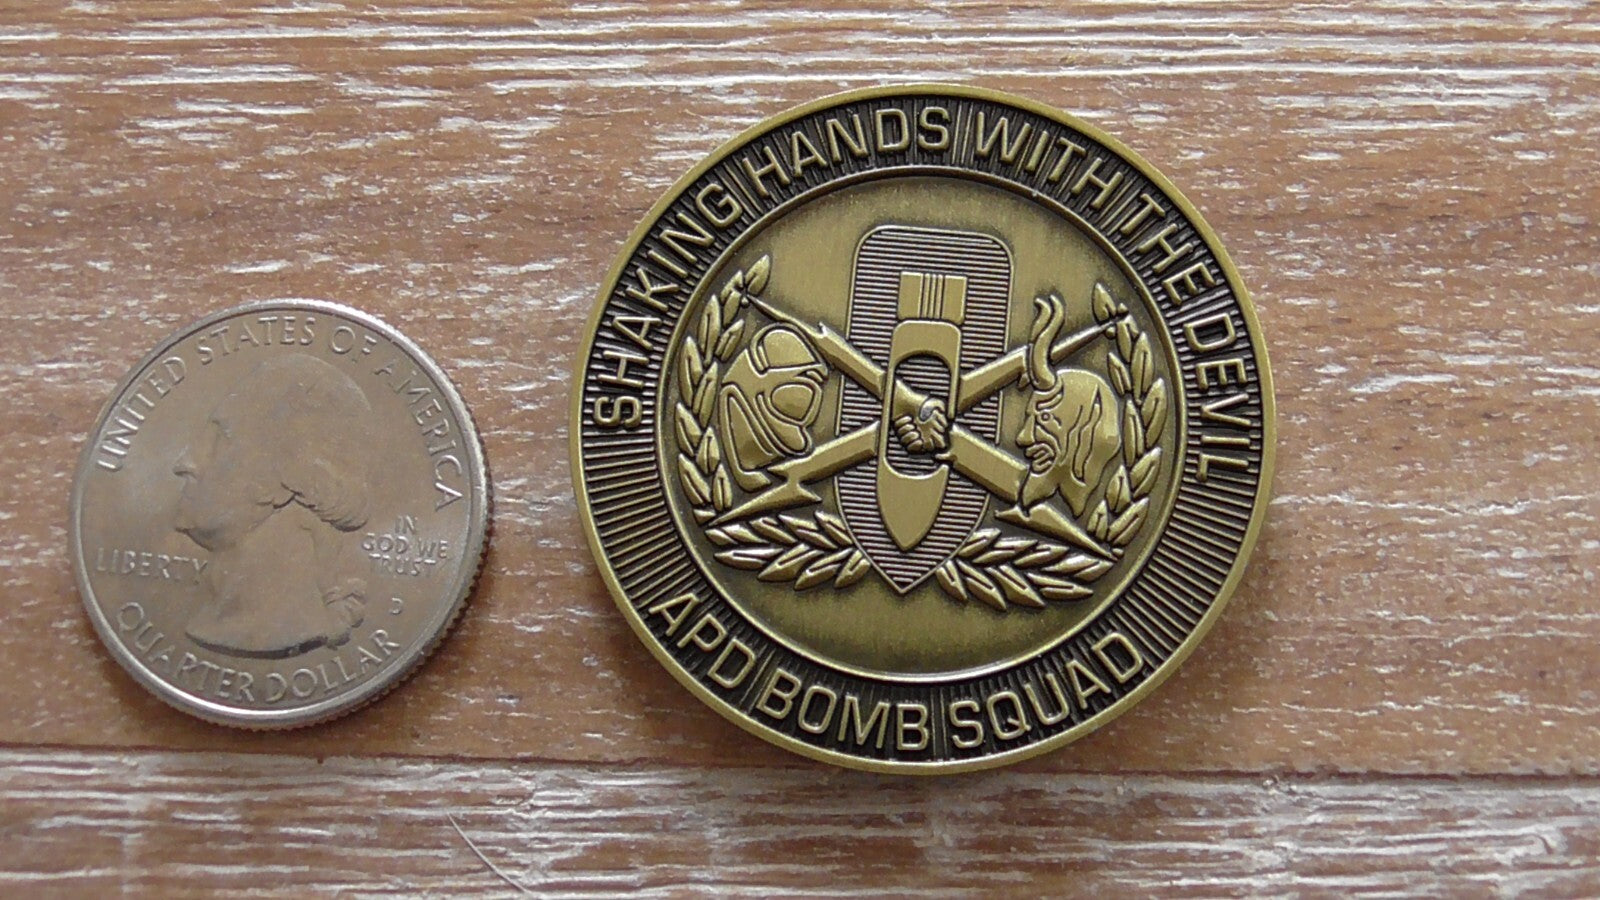 UNITED STATES OF AMERICA
LIBERTY
IN
GOD WE
TRUST
D
QUARTER DOLLAR
SHAKING HANDS WITH THE DEVIL
APD BOMB SQUAD